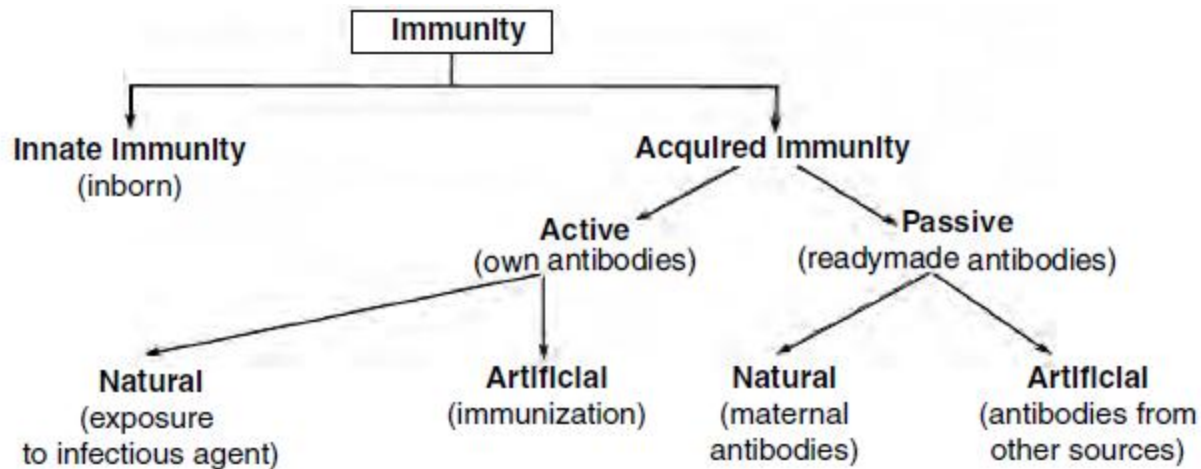 Immunity
Innate Immunity
(inborn)
Acquired Immunity
Active
(own antibodies)
Passive
(readymade antibodies)
Natural
(exposure
to infectious agent)
Artificial
(immunization)
Natural
(maternal
antibodies)
Artificial
(antibodies from
other sources)